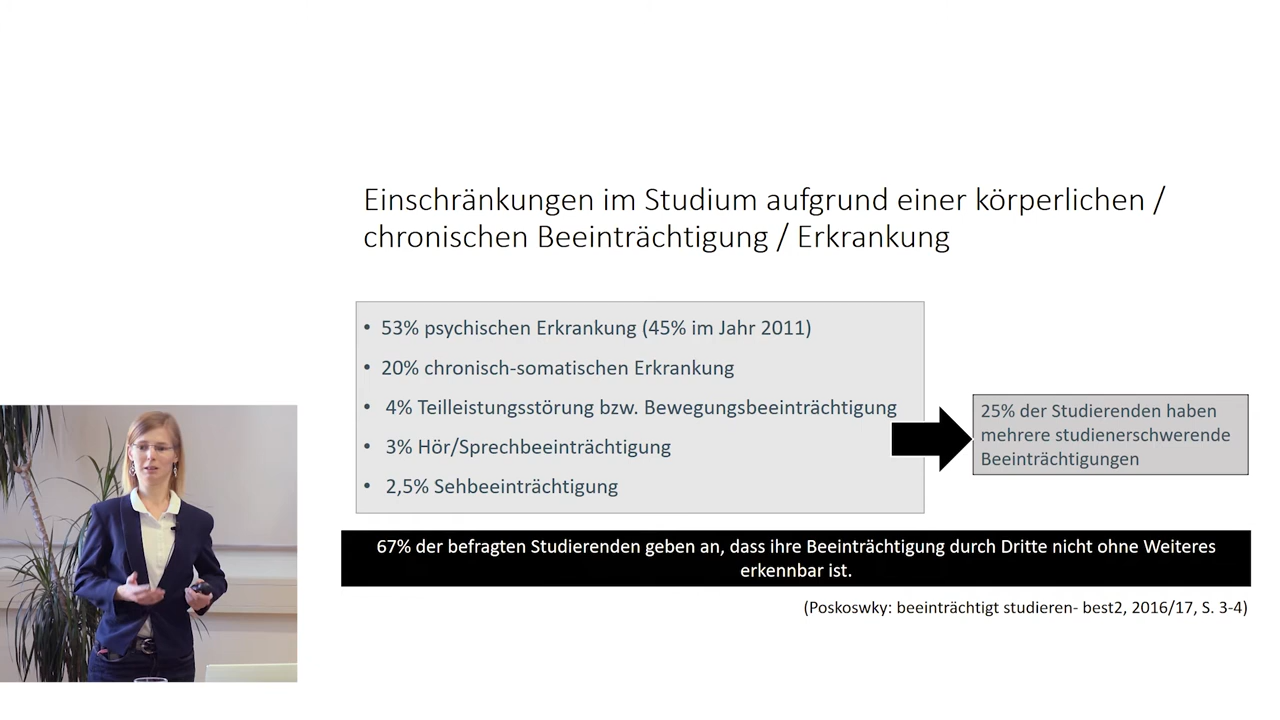 Einschränkungen im Studium aufgrund einer körperlichen /
chronischen Beeinträchtigung / Erkrankung
• 53% psychischen Erkrankung (45% im Jahr 2011)
• 20% chronisch-somatischen Erkrankung
• 4% Teilleistungsstörung bzw. Bewegungsbeeinträchtigung
• 3% Hör/Sprechbeeinträchtigung
• 2,5% Sehbeeinträchtigung
25% der Studierenden haben
mehrere studienerschwerende
Beeinträchtigungen
67% der befragten Studierenden geben an, dass ihre Beeinträchtigung durch Dritte nicht ohne Weiteres
erkennbar ist.
(Poskoswky: beeinträchtigt studieren- best2, 2016/17, S. 3-4)